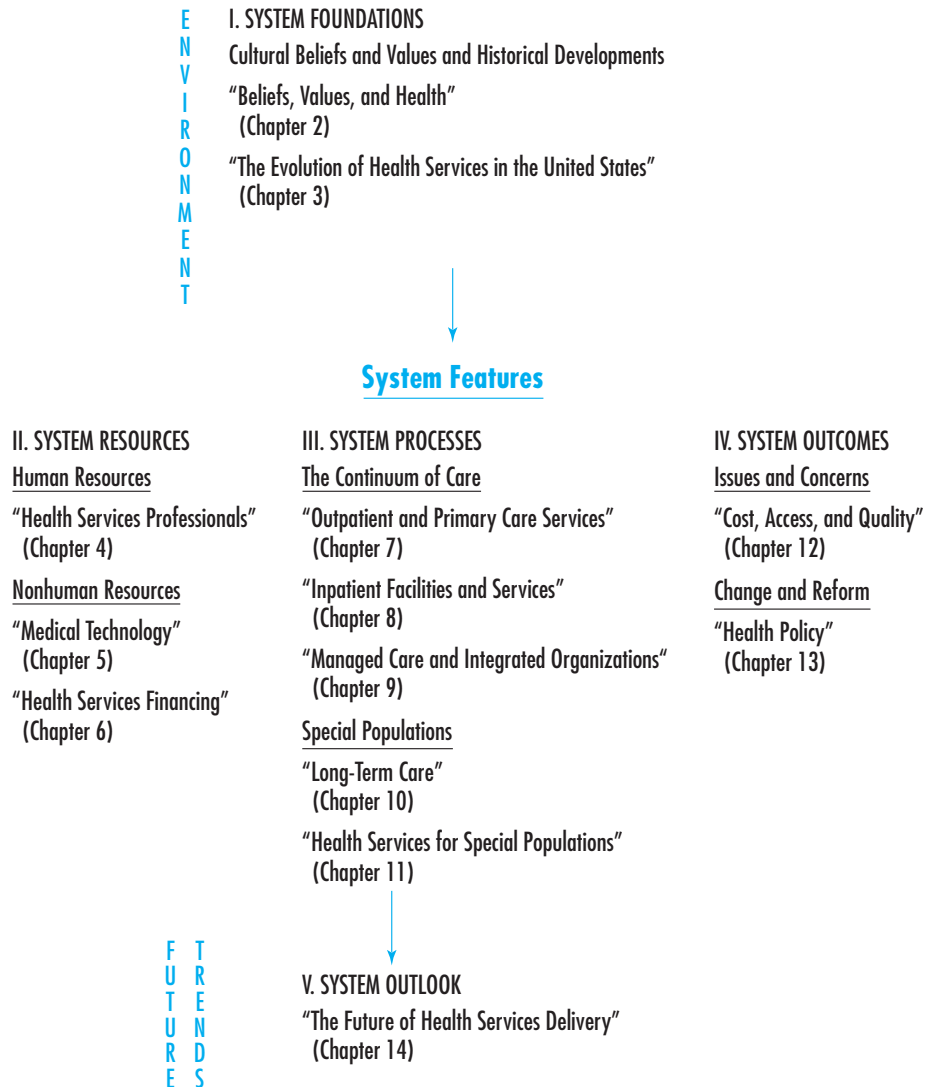 ENVIRONMENT
I. SYSTEM FOUNDATIONS
Cultural Beliefs and Values and Historical Developments
“Beliefs, Values, and Health”
(Chapter 2)
“The Evolution of Health Services in the United States”
(Chapter 3)
System Features
II. SYSTEM RESOURCES
Human Resources
“Health Services Professionals”
(Chapter 4)
Nonhuman Resources
“Medical Technology”
(Chapter 5)
“Health Services Financing”
(Chapter 6)
III. SYSTEM PROCESSES
The Continuum of Care
“Outpatient and Primary Care Services”
(Chapter 7)
“Inpatient Facilities and Services”
(Chapter 8)
“Managed Care and Integrated Organizations“
(Chapter 9)
Special Populations
“Long-Term Care”
(Chapter 10)
“Health Services for Special Populations”
(Chapter 11)
IV. SYSTEM OUTCOMES
Issues and Concerns
“Cost, Access, and Quality”
(Chapter 12)
Change and Reform
“Health Policy”
(Chapter 13)
FUTURE
TRENDS
V. SYSTEM OUTLOOK
“The Future of Health Services Delivery”
(Chapter 14)